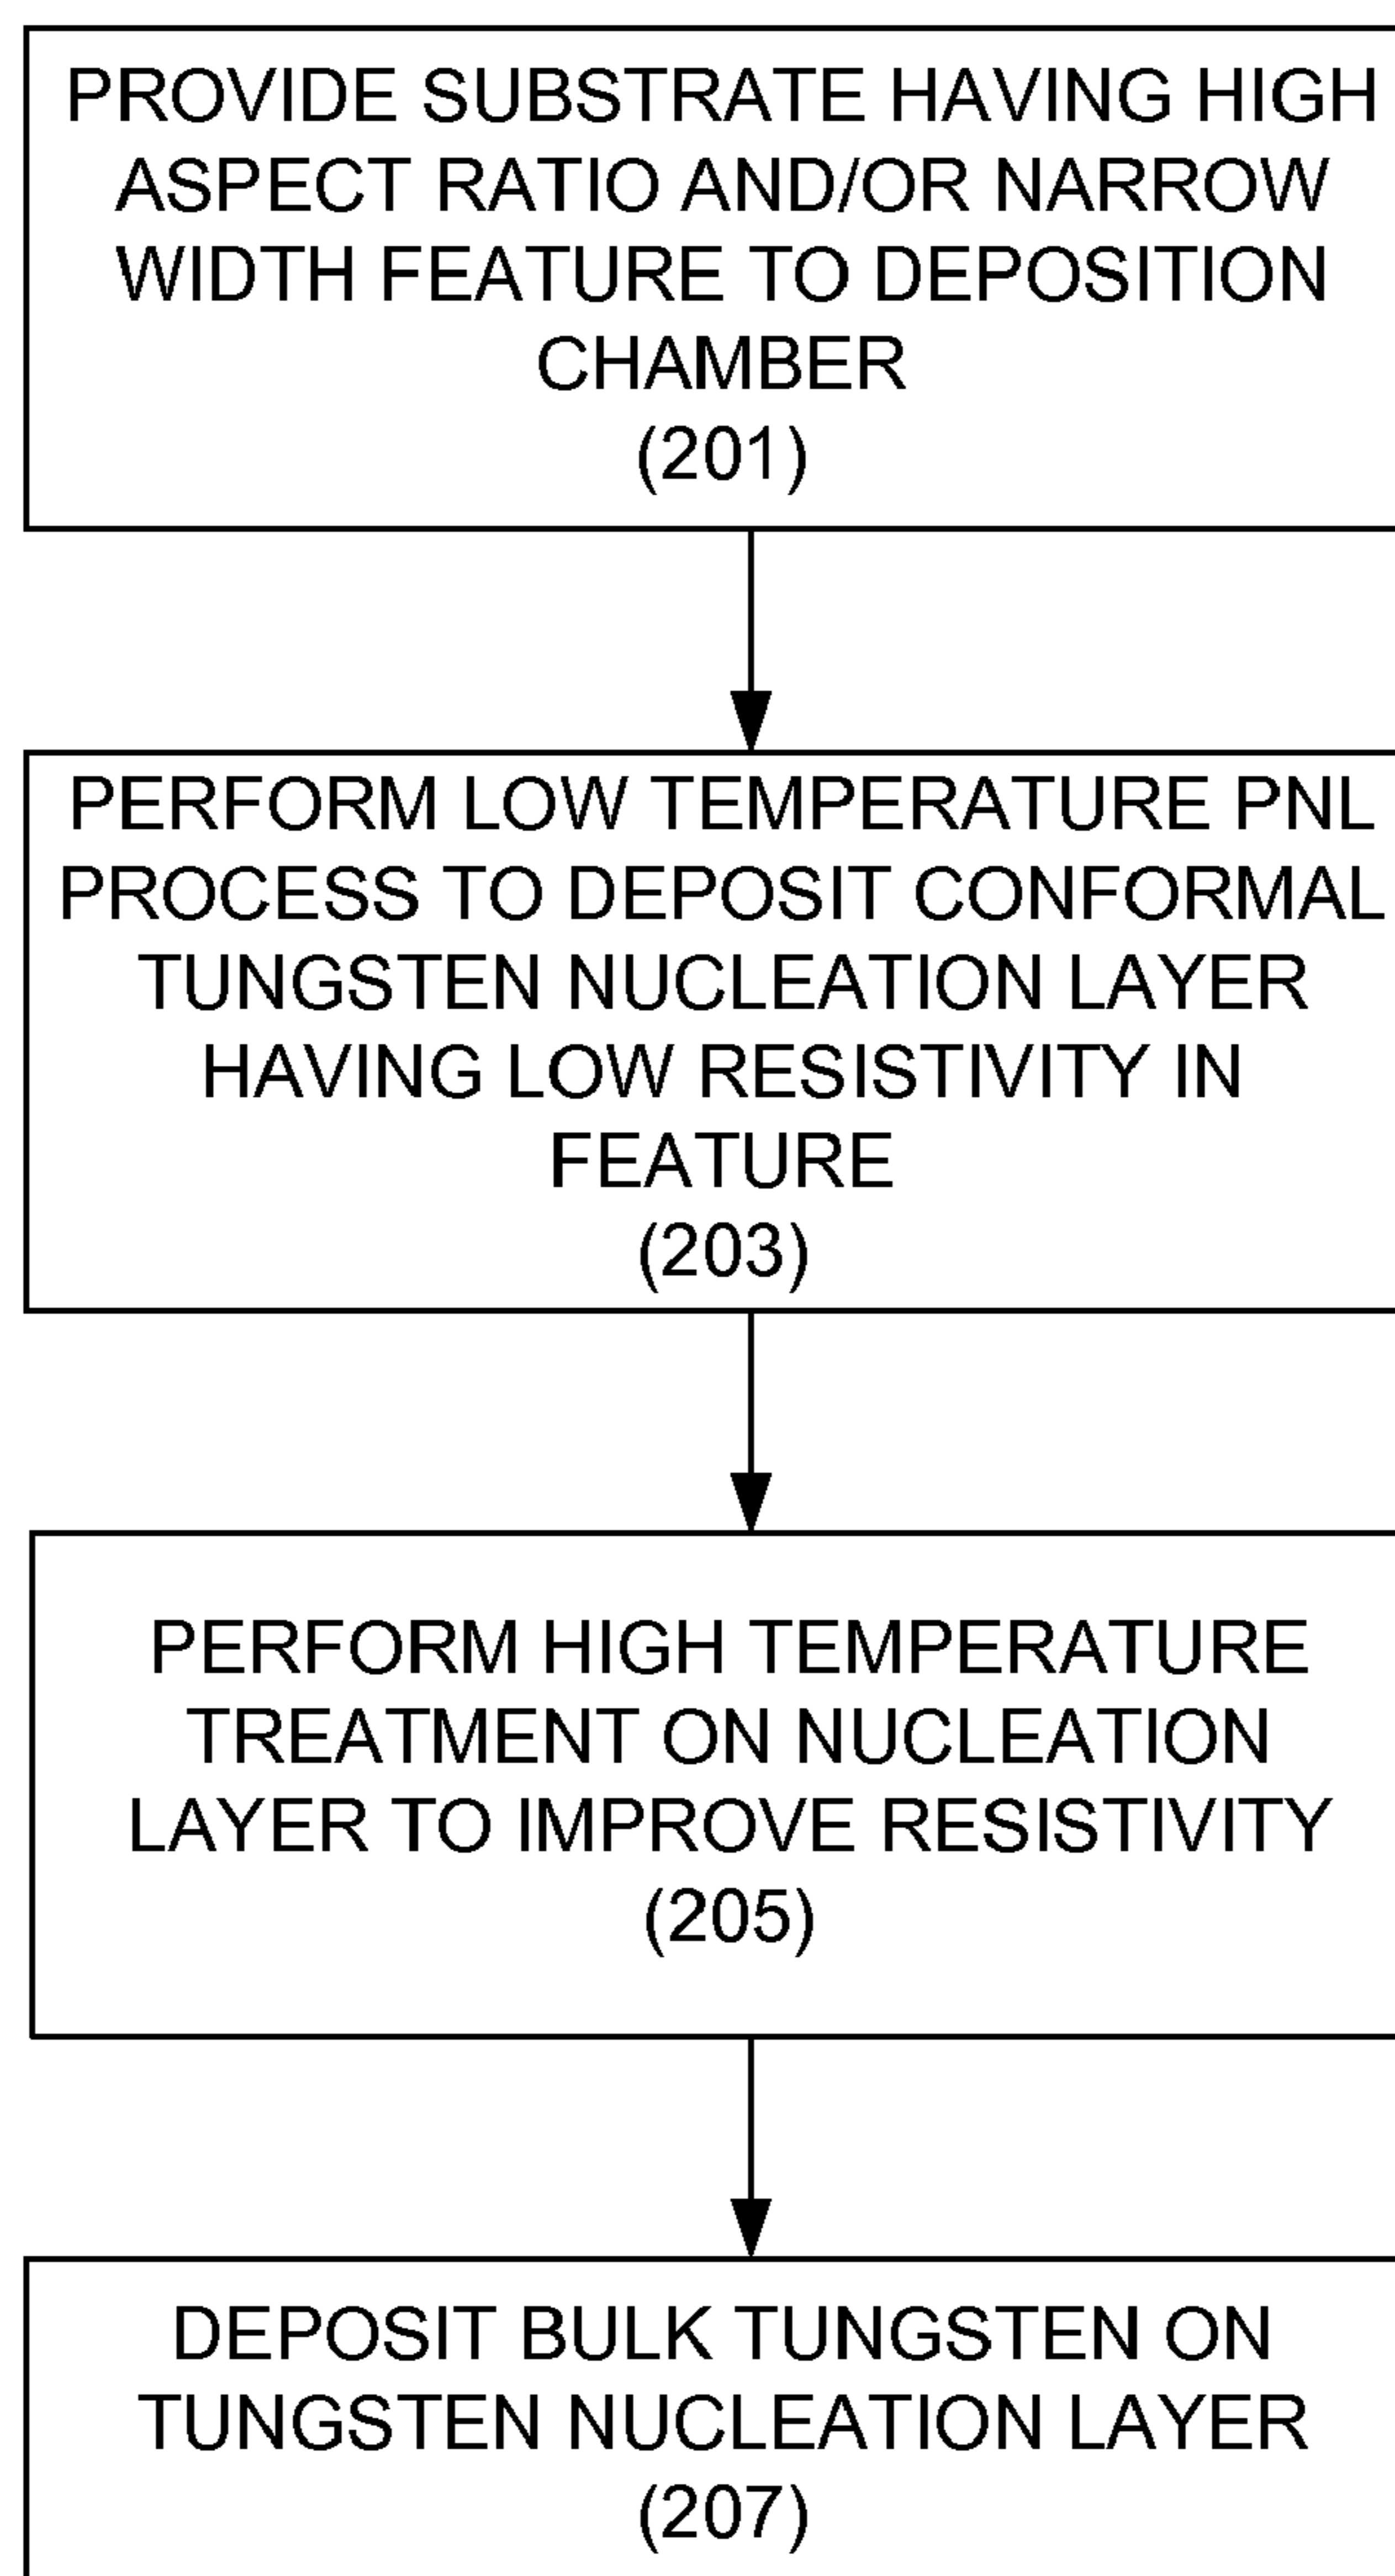 PROVIDE SUBSTRATE HAVING HIGH
ASPECT RATIO AND/OR NARROW
WIDTH FEATURE TO DEPOSITION
CHAMBER
(201)
PERFORM LOW TEMPERATURE PNL
PROCESS TO DEPOSIT CONFORMAL
TUNGSTEN NUCLEATION LAYER
HAVING LOW RESISTIVITY IN
FEATURE
(203)
PERFORM HIGH TEMPERATURE
TREATMENT ON NUCLEATION
LAYER TO IMPROVE RESISTIVITY
(205)
DEPOSIT BULK TUNGSTEN ON
TUNGSTEN NUCLEATION LAYER
(207)